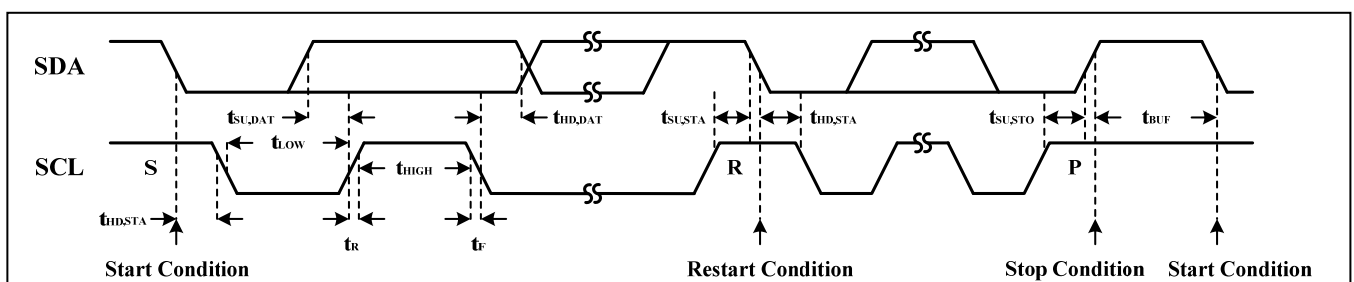 SDA
tSU,DAT
tHD,DAT
tSU,STA
tHD,STA
tSU,STO
tBUF
tLOW
SCL
S
tHIGH
R
P
tHD,STA
tR
tF
Start Condition
Restart Condition
Stop Condition
Start Condition